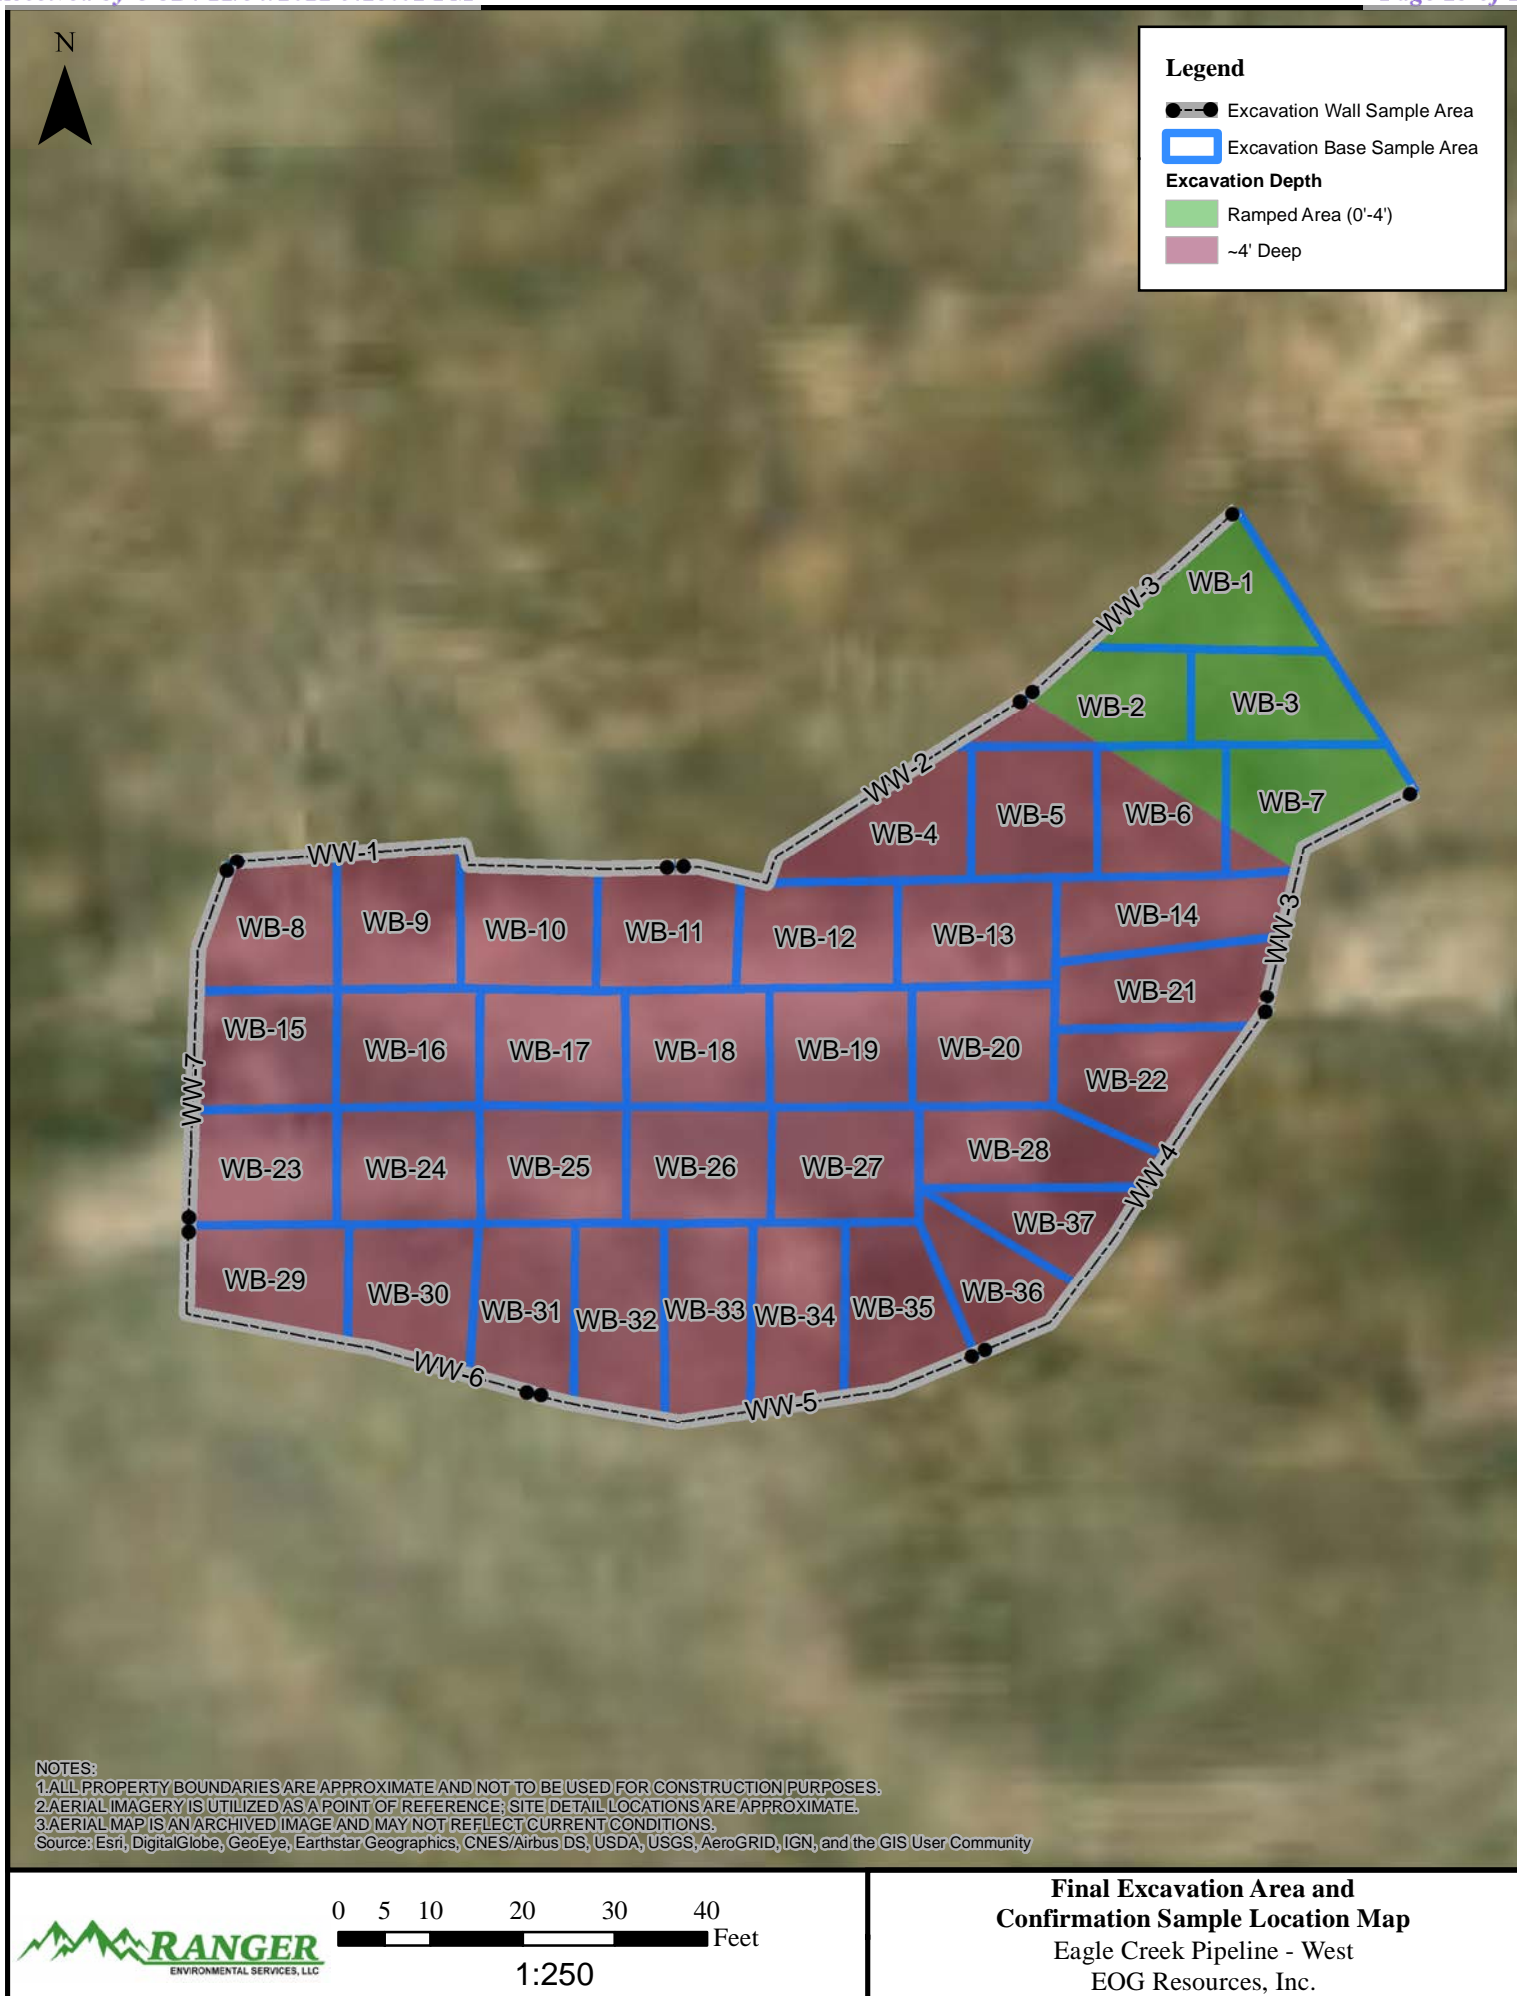 N
Legend
Excavation Wall Sample Area
Excavation Base Sample Area
Excavation Depth
Ramped Area (0'-4')
~4' Deep
WW-3
WB-1
WB-2
WB-3
WW-2
WB-4
WB-5
WB-6
WB-7
WW-1
WB-8
WB-9
WB-10
WB-11
WB-12
WB-13
WB-14
WW-3
WB-15
WB-16
WB-17
WB-18
WB-19
WB-20
WB-21
WB-22
WW-7
WB-23
WB-24
WB-25
WB-26
WB-27
WB-28
WW-4
WB-37
WB-29
WB-30
WB-31
WB-32
WB-33
WB-34
WB-35
WB-36
WW-6
WW-5
NOTES:
1.ALL PROPERTY BOUNDARIES ARE APPROXIMATE AND NOT TO BE USED FOR CONSTRUCTION PURPOSES.
2.AERIAL IMAGERY IS UTILIZED AS A POINT OF REFERENCE; SITE DETAIL LOCATIONS ARE APPROXIMATE.
3.AERIAL MAP IS AN ARCHIVED IMAGE AND MAY NOT REFLECT CURRENT CONDITIONS.
Source: Esri, DigitalGlobe, GeoEye, Earthstar Geographics, CNES/Airbus DS, USDA, USGS, AeroGRID, IGN, and the GIS User Community
RANGER
ENVIRONMENTAL SERVICES, LLC
0 5 10 20 30 40
Feet
1:250
Final Excavation Area and
Confirmation Sample Location Map
Eagle Creek Pipeline - West
EOG Resources, Inc.